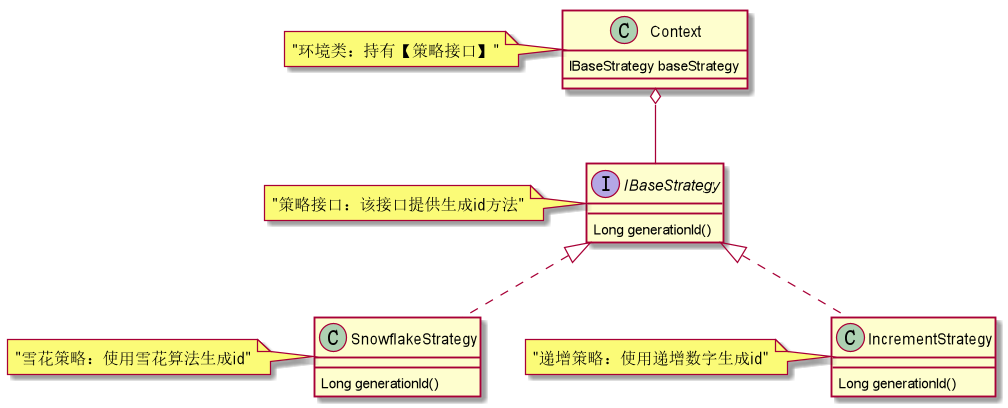 C Context
"环境类：持有【策略接口】"
IBaseStrategy baseStrategy
I IBaseStrategy
"策略接口：该接口提供生成id方法"
Long generationId()
C SnowflakeStrategy
"雪花策略：使用雪花算法生成id"
Long generationId()
C IncrementStrategy
"递增策略：使用递增数字生成id"
Long generationId()